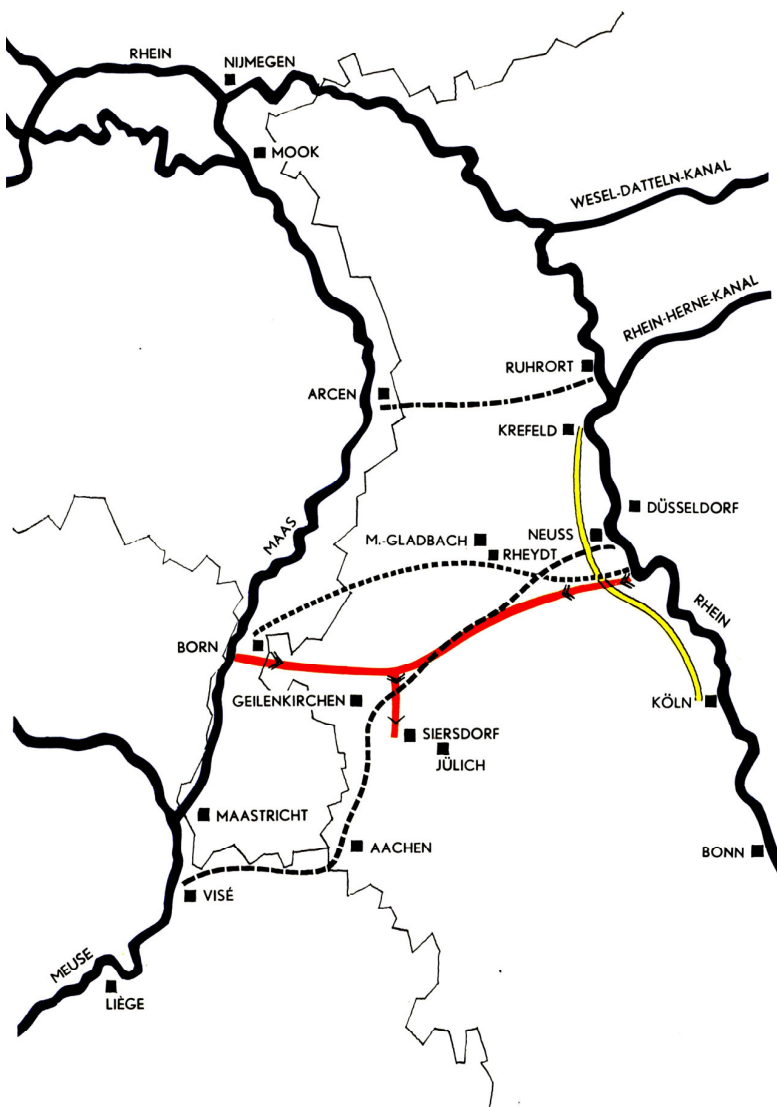 RHEIN
NIJMEGEN
MOOK
WESEL-DATTELN-KANAL
RHEIN-HERNE-KANAL
RUHRORT
ARCEN
KREFELD
DÜSSELDORF
NEUSS
MAAS
M.-GLADBACH
RHEYDT
RHEIN
BORN
GEILENKIRCHEN
KÖLN
SIERSDORF
JÜLICH
MAASTRICHT
AACHEN
BONN
VISÉ
MEUSE
LIÈGE